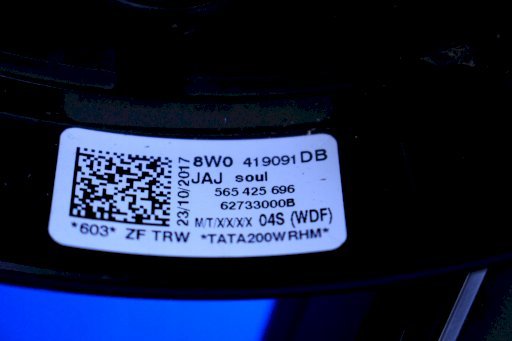 8W0 419091 DB
JAJ soul
565 425 696
62733000B
M/T/XX/XX 04S (WDF)
23/10/2017
*603* ZF TRW *TATA200WRHM*